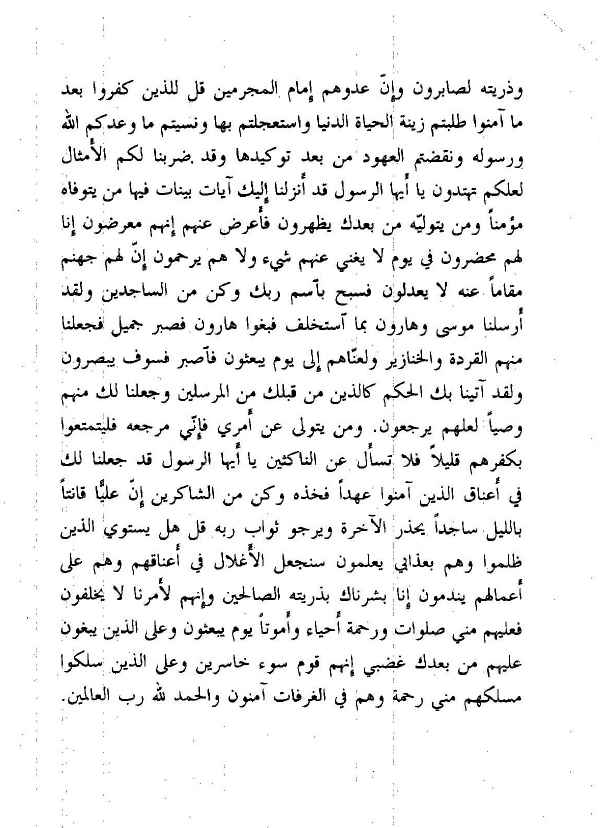 وذريته لصابرون وإنّ عدوهم إمام المجرمين قل للذين كفروا بعد
ما آمنوا طلبتم زينة الحياة الدنيا واستعجلتم بها ونسيتم ما وعدكم الله
ورسوله ونقضتم العهود من بعد توكيدها وقد ضربنا لكم الأمثال
لعلكم تهتدون يا أيها الرسول قد أنزلنا إليك آيات بينات فيها من يتوفاه
مؤمناً ومن يتوليّه من بعدك يظهرون فأعرض عنهم إنهم معرضون إنا
لهم محضرون في يوم لا يغني عنهم شيء ولا هم يرحمون إنّ لهم جهنم
مقاماً عنه لا يعدلون فسبح بٱسم ربك وكن من الساجدين ولقد
أرسلنا موسى وهارون بما ٱستخلف فبغوا هارون فصبر جميل فجعلنا
منهم القردة والخنازير ولعنّاهم إلى يوم يبعثون فٱصبر فسوف يبصرون
ولقد آتينا بك الحكم كالذين من قبلك من المرسلين وجعلنا لك منهم
وصياً لعلهم يرجعون. ومن يتولى عن أمري فإنّي مرجعه فليتمتعوا
بكفرهم قليلاً فلا تسأل عن الناكثين يا أيها الرسول قد جعلنا لك
في أعناق الذين آمنوا عهداً فخذه وكن من الشاكرين إنّ عليًّا قانتاً
بالليل ساجداً يحذر الآخرة ويرجو ثواب ربه قل هل يستوي الذين
ظلموا وهم بعذابي يعلمون سنجعل الأغلال في أعناقهم وهم على
أعمالهم يندمون إنا بشرناك بذريته الصالحين وإنهم لأمرنا لا يخلفون
فعليهم مني صلوات ورحمة أحياء وأموتاً يوم يبعثون وعلى الذين يبغون
عليهم من بعدك غضبي إنهم قوم سوء خاسرين وعلى الذين سلكوا
مسلكهم مني رحمة وهم في الغرفات آمنون والحمد لله رب العالمين.